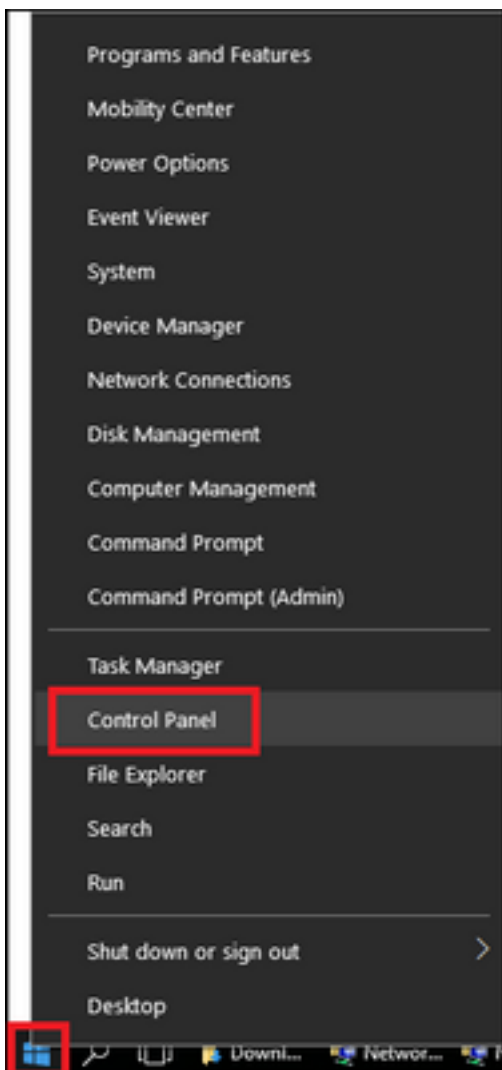 Programs and Features
Mobility Center
Power Options
Event Viewer
System
Device Manager
Network Connections
Disk Management
Computer Management
Command Prompt
Command Prompt (Admin)
Task Manager
Control Panel
File Explorer
Search
Run
Shut down or sign out
Desktop
Downl... Networ...